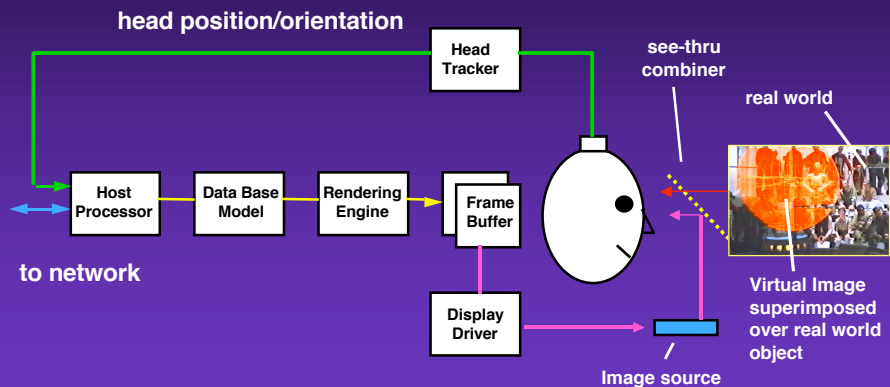 head position/orientation
Head
Tracker
see-thru
combiner
real world
Host
Processor
Data Base
Model
Rendering
Engine
Frame
Buffer
to network
Display
Driver
Virtual Image
superimposed
over real world
object
Image source